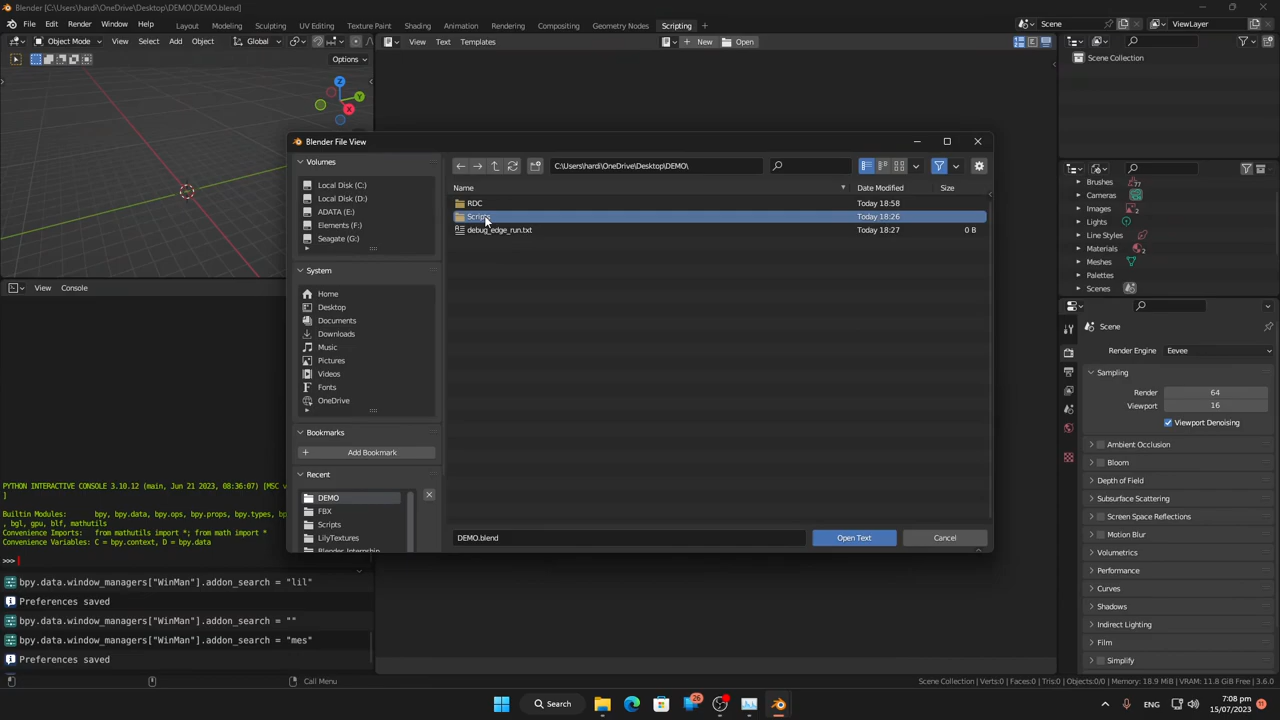 Blender [C:\Users\hardi\OneDrive\Desktop\DEMO\DEMO.blend]
File Edit Render Window Help Layout Modeling Sculpting UV Editing Texture Paint Shading Animation Rendering Compositing Geometry Nodes Scripting Scene ViewLayer
Object Mode View Select Add Object Global View Text Templates New Open
Options
Scene Collection
Z
Y
X
Blender File View
Volumes
Local Disk (C:)
Local Disk (D:)
ADATA (E:)
Elements (F:)
Seagate (G:)
System
Home
Desktop
Documents
Downloads
Music
Pictures
Videos
Fonts
OneDrive
Bookmarks
Add Bookmark
Recent
DEMO
FBX
Scripts
LilyTextures
Blender Internship
C:\Users\hardi\OneDrive\Desktop\DEMO\
Name Date Modified Size
RDC Today 18:58
Scripts Today 18:26
debug_edge_run.txt Today 18:27 0 B
DEMO.blend Open Text Cancel
Brushes 77
Cameras
Images 2
Lights
Line Styles
Materials 2
Meshes
Palettes
Scenes
Scene
Render Engine Eevee
Sampling
Render 64
Viewport 16
Viewport Denoising
Ambient Occlusion
Bloom
Depth of Field
Subsurface Scattering
Screen Space Reflections
Motion Blur
Volumetrics
Performance
Curves
Shadows
Indirect Lighting
Film
Simplify
View Console
PYTHON INTERACTIVE CONSOLE 3.10.12 (main, Jun 21 2023, 08:36:07) [MSC v
]
Builtin Modules: bpy, bpy.data, bpy.ops, bpy.props, bpy.types,
, bgl, gpu, blf, mathutils
Convenience Imports: from mathutils import *; from math import *
Convenience Variables: C = bpy.context, D = bpy.data
>>>
bpy.data.window_managers["WinMan"].addon_search = "lil"
Preferences saved
bpy.data.window_managers["WinMan"].addon_search = ""
bpy.data.window_managers["WinMan"].addon_search = "mes"
Preferences saved
Call Menu
Scene Collection | Verts:0 | Faces:0 | Tris:0 | Objects:0/0 | Memory: 18.9 MiB | VRAM: 11.8 GiB Free | 3.6.0
Search 26 ENG 7:08 pm
15/07/2023